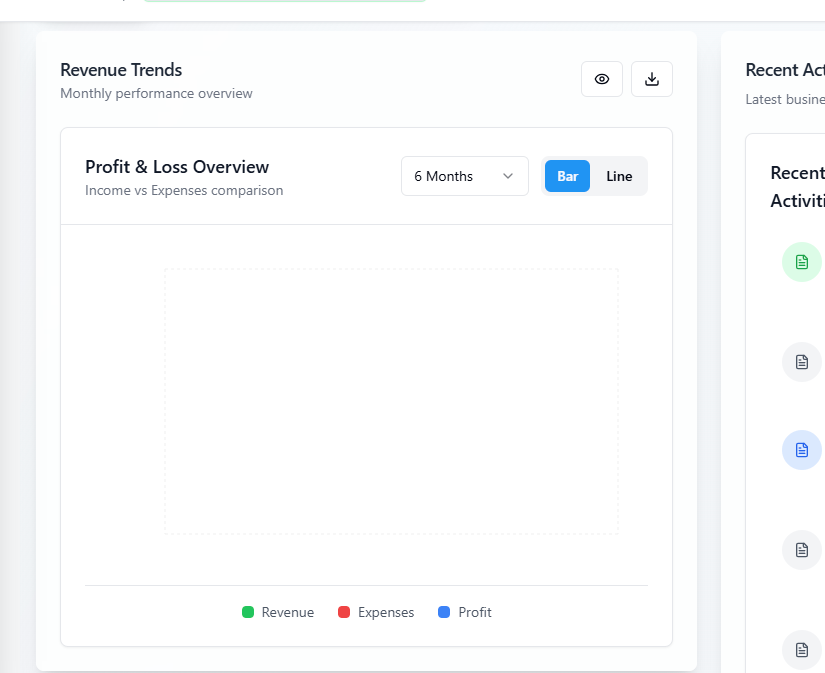 Revenue Trends
Monthly performance overview
Profit & Loss Overview
Income vs Expenses comparison
6 Months
Bar
Line
Revenue
Expenses
Profit
Recent Act
Latest busine
Recent
Activiti